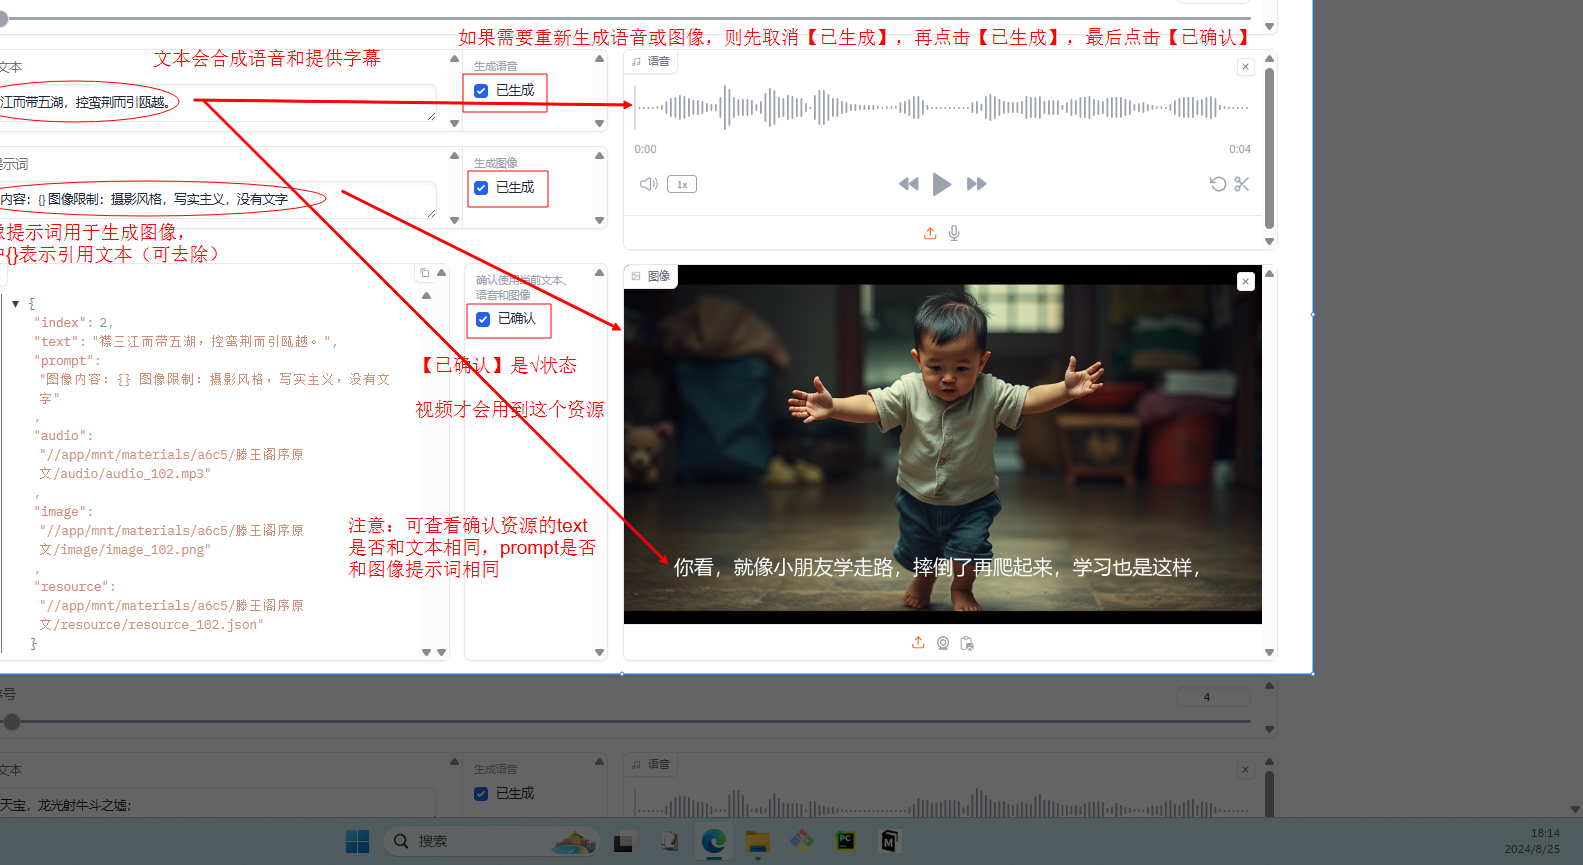 如果需要重新生成语音或图像，则先取消【已生成】，再点击【已生成】，最后点击【已确认】
文本会合成语音和提供字幕
文本
江而带五湖，控蛮荆而引瓯越。
生成语音
已生成
语音
0:00
0:04
1x
提示词
内容：{} 图像限制：摄影风格，写实主义，没有文字
生成图像
已生成
提示词用于生成图像，
{}表示引用文本（可去除）
{
"index": 2,
"text": "襟三江而带五湖，控蛮荆而引瓯越。",
"prompt":
"图像内容：{} 图像限制：摄影风格，写实主义，没有文
字"
,
"audio":
"//app/mnt/materials/a6c5/滕王阁序原
文/audio/audio_102.mp3"
,
"image":
"//app/mnt/materials/a6c5/滕王阁序原
文/image/image_102.png"
,
"resource":
"//app/mnt/materials/a6c5/滕王阁序原
文/resource/resource_102.json"
}
确认使用当前文本、
语音和图像
已确认
【已确认】是√状态
视频才会用到这个资源
注意：可查看确认资源的text
是否和文本相同，prompt是否
和图像提示词相同
图像
你看，就像小朋友学走路，摔倒了再爬起来，学习也是这样，
号
4
文本
天宝，龙光射牛斗之墟;
生成语音
已生成
语音
搜索
PC
M
18:14
2024/8/25